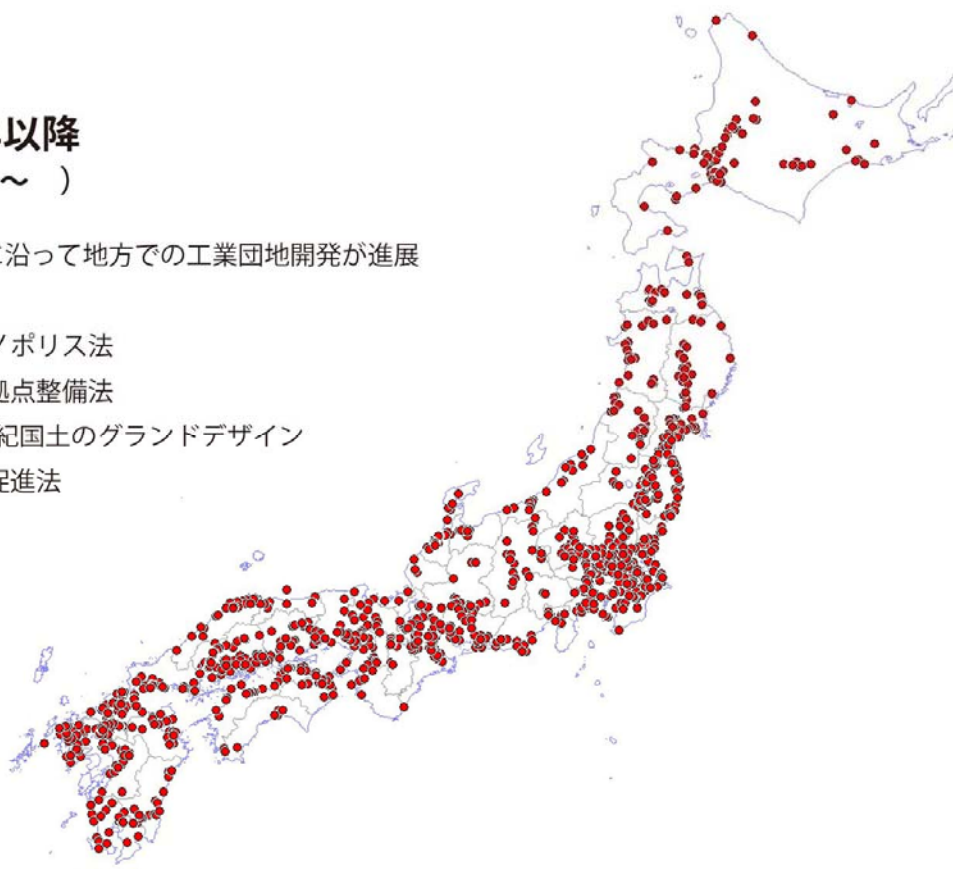 以降
～ ）
沿って地方での工業団地開発が進展
ポリス法
点整備法
紀国土のグランドデザイン
促進法